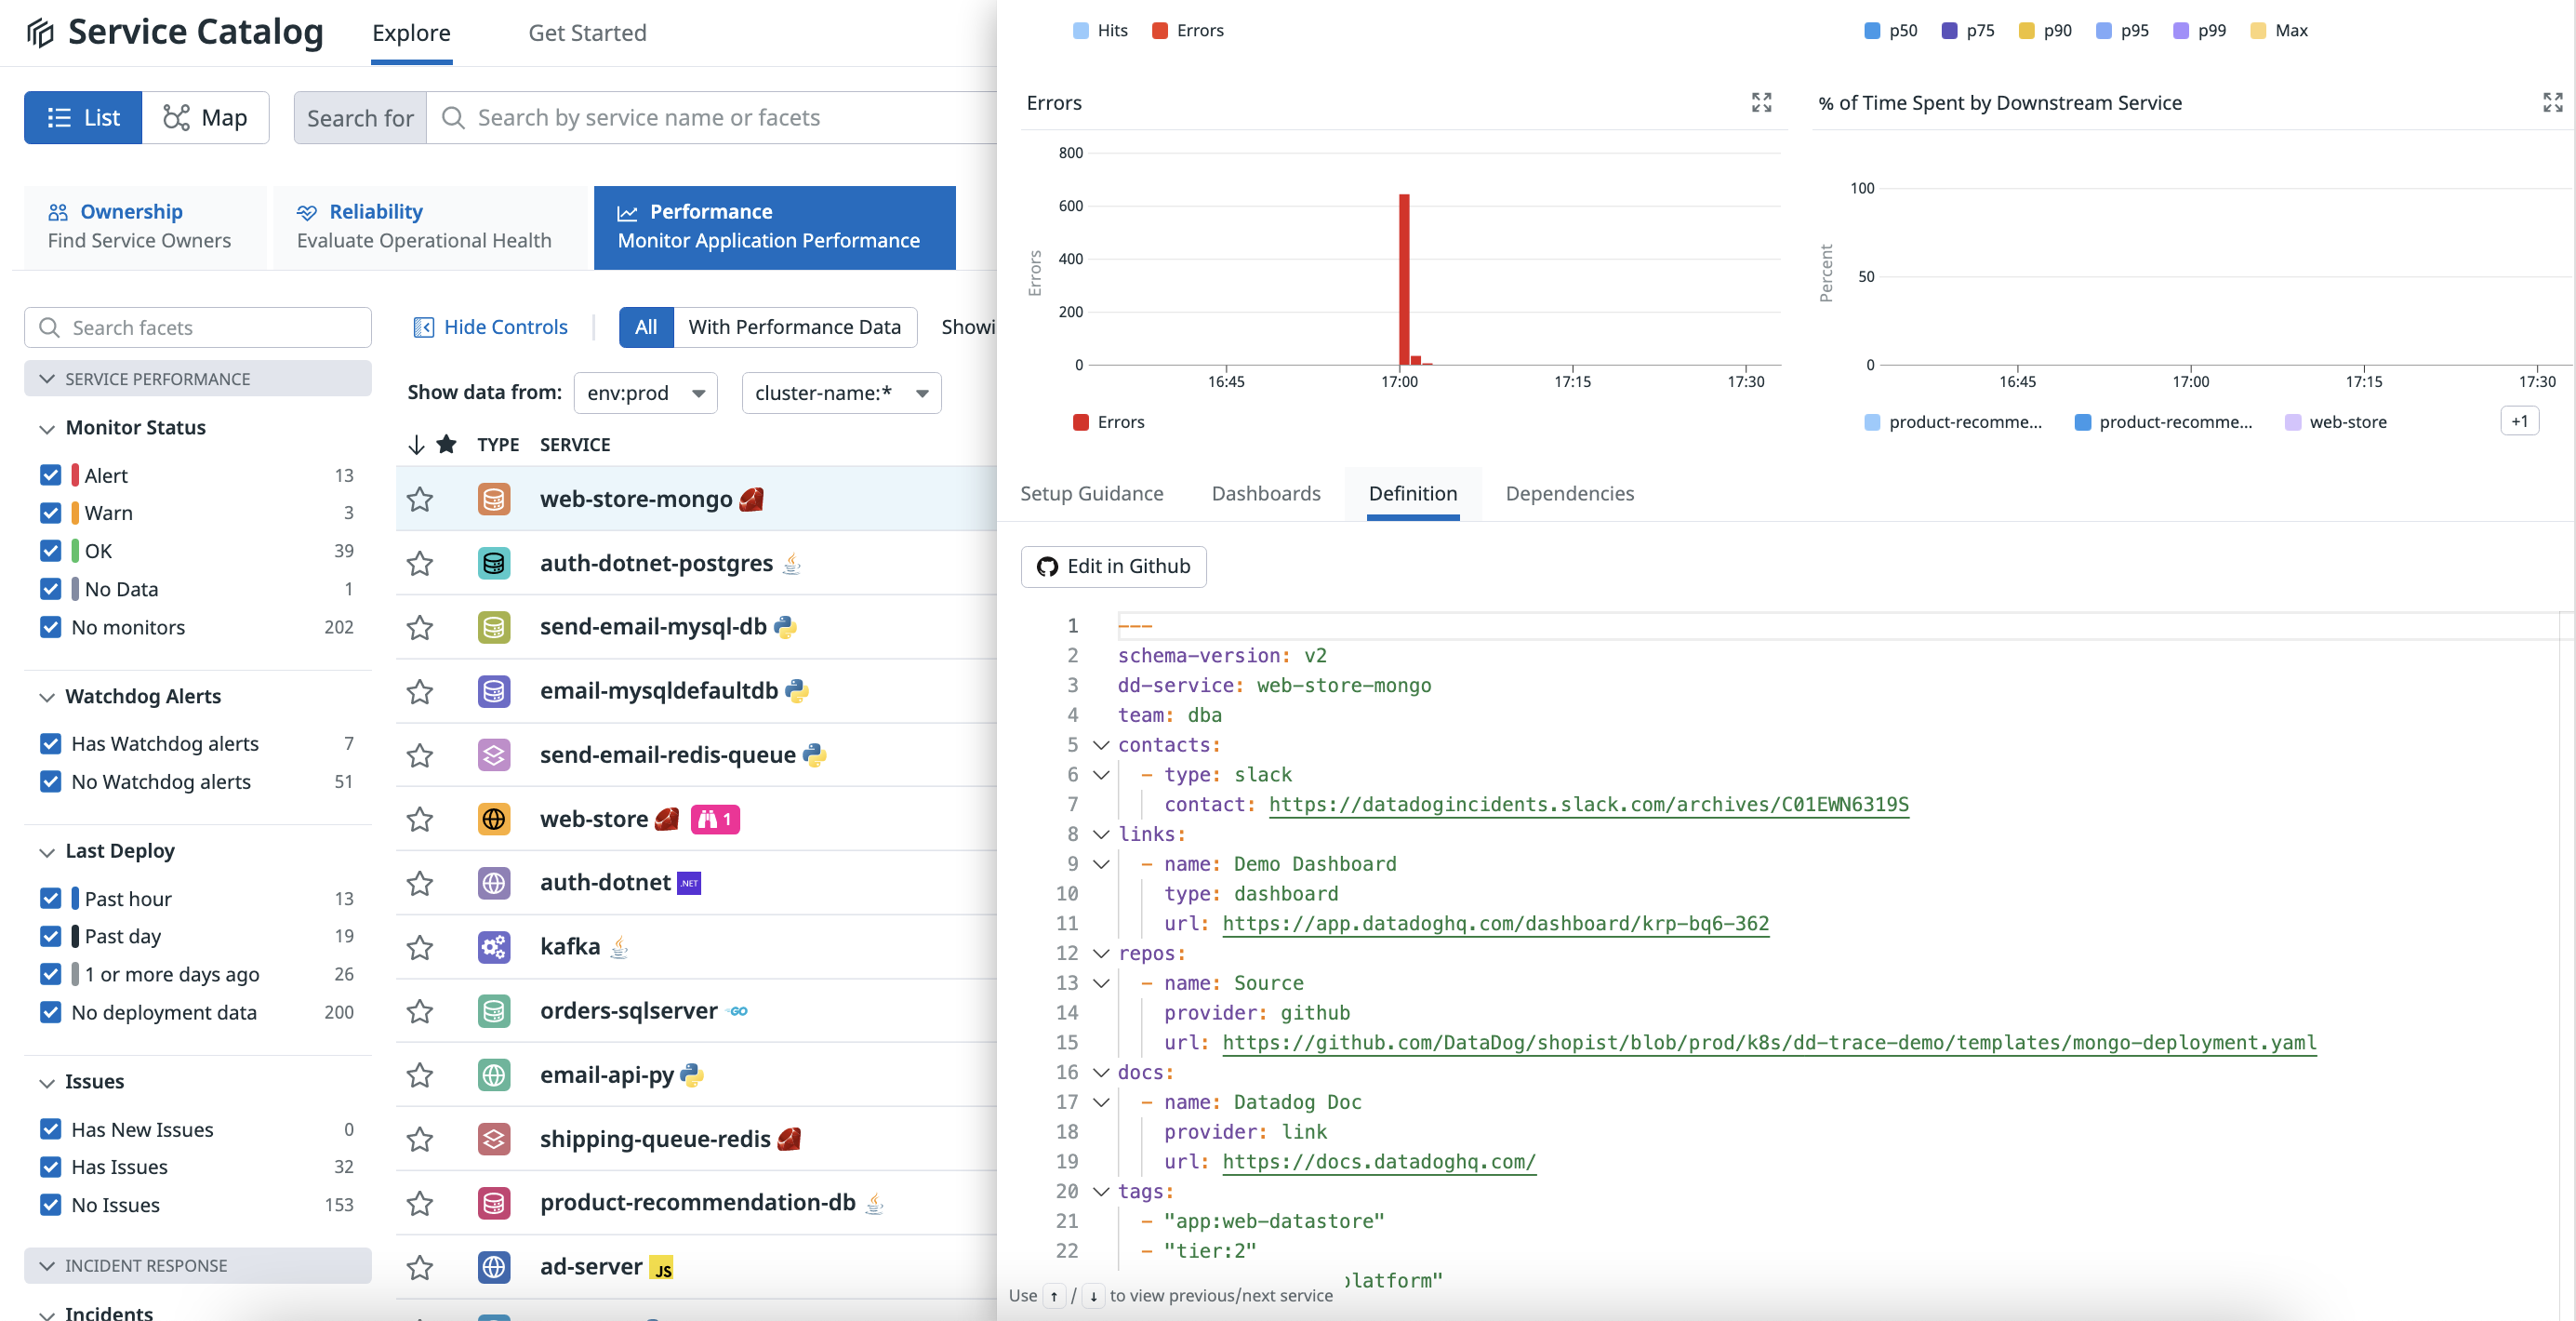 Service Catalog
Explore
Get Started
List
Map
Search for
Search by service name or facets
Ownership
Find Service Owners
Reliability
Evaluate Operational Health
Performance
Monitor Application Performance
Search facets
SERVICE PERFORMANCE
Monitor Status
Alert 13
Warn 3
OK 39
No Data 1
No monitors 202
Watchdog Alerts
Has Watchdog alerts 7
No Watchdog alerts 51
Last Deploy
Past hour 13
Past day 19
1 or more days ago 26
No deployment data 200
Issues
Has New Issues 0
Has Issues 32
No Issues 153
INCIDENT RESPONSE
Incidents
Hide Controls
All
With Performance Data
Showi
Show data from:
env:prod
cluster-name:*
TYPE SERVICE
web-store-mongo
auth-dotnet-postgres
send-email-mysql-db
email-mysqldefaultdb
send-email-redis-queue
web-store 1
auth-dotnet .NET
kafka
orders-sqlserver GO
email-api-py
shipping-queue-redis
product-recommendation-db
ad-server JS
Hits Errors
p50 p75 p90 p95 p99 Max
Errors
800
600
400
200
0
Errors
16:45 17:00 17:15 17:30
Errors
% of Time Spent by Downstream Service
100
50
0
Percent
16:45 17:00 17:15 17:30
product-recomme... product-recomme... web-store +1
Setup Guidance
Dashboards
Definition
Dependencies
Edit in Github
1 ---
2 schema-version: v2
3 dd-service: web-store-mongo
4 team: dba
5 contacts:
6 - type: slack
7 contact: https://datadogincidents.slack.com/archives/C01EWN6319S
8 links:
9 - name: Demo Dashboard
10 type: dashboard
11 url: https://app.datadoghq.com/dashboard/krp-bq6-362
12 repos:
13 - name: Source
14 provider: github
15 url: https://github.com/DataDog/shopist/blob/prod/k8s/dd-trace-demo/templates/mongo-deployment.yaml
16 docs:
17 - name: Datadog Doc
18 provider: link
19 url: https://docs.datadoghq.com/
20 tags:
21 - "app:web-datastore"
22 - "tier:2"
platform"
Use ↑ / ↓ to view previous/next service